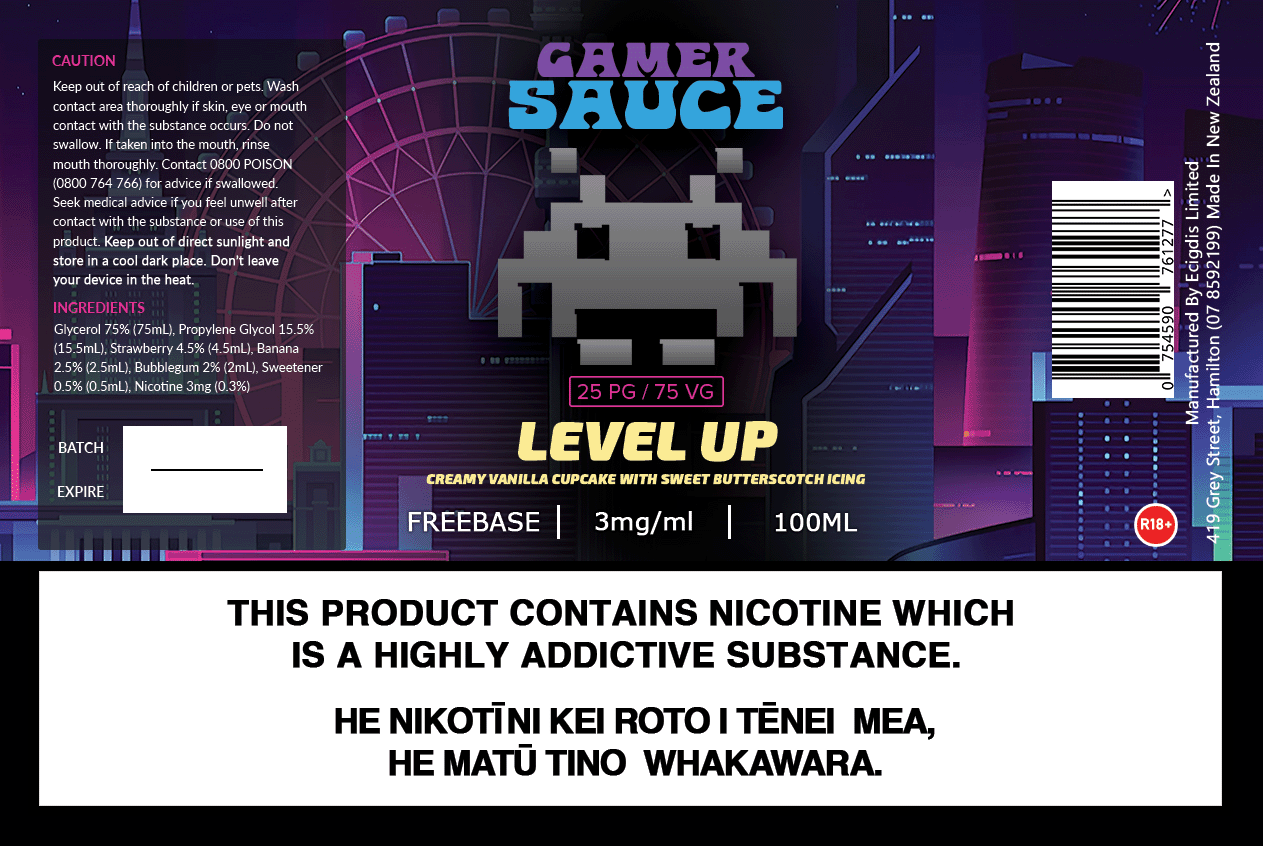 CAUTION
Keep out of reach of children or pets. Wash
contact area thoroughly if skin, eye or mouth
contact with the substance occurs. Do not
swallow. If taken into the mouth, rinse
mouth thoroughly. Contact 0800 POISON
(0800 764 766) for advice if swallowed.
Seek medical advice if you feel unwell after
contact with the substance or use of this
product. Keep out of direct sunlight and
store in a cool dark place. Don't leave
your device in the heat.
INGREDIENTS
Glycerol 75% (75mL), Propylene Glycol 15.5%
(15.5mL), Strawberry 4.5% (4.5mL), Banana
2.5% (2.5mL), Bubblegum 2% (2mL), Sweetener
0.5% (0.5mL), Nicotine 3mg (0.3%)
BATCH
EXPIRE
GAMER
SAUCE
25 PG / 75 VG
LEVEL UP
CREAMY VANILLA CUPCAKE WITH SWEET BUTTERSCOTCH ICING
FREEBASE | 3mg/ml | 100ML
0 754590 761277 >
Manufactured By Ecigdis Limited
419 Grey Street, Hamilton (07 8592199) Made In New Zealand
R18+
THIS PRODUCT CONTAINS NICOTINE WHICH
IS A HIGHLY ADDICTIVE SUBSTANCE.
HE NIKOTĪNI KEI ROTO I TĒNEI MEA,
HE MATŪ TINO WHAKAWARA.